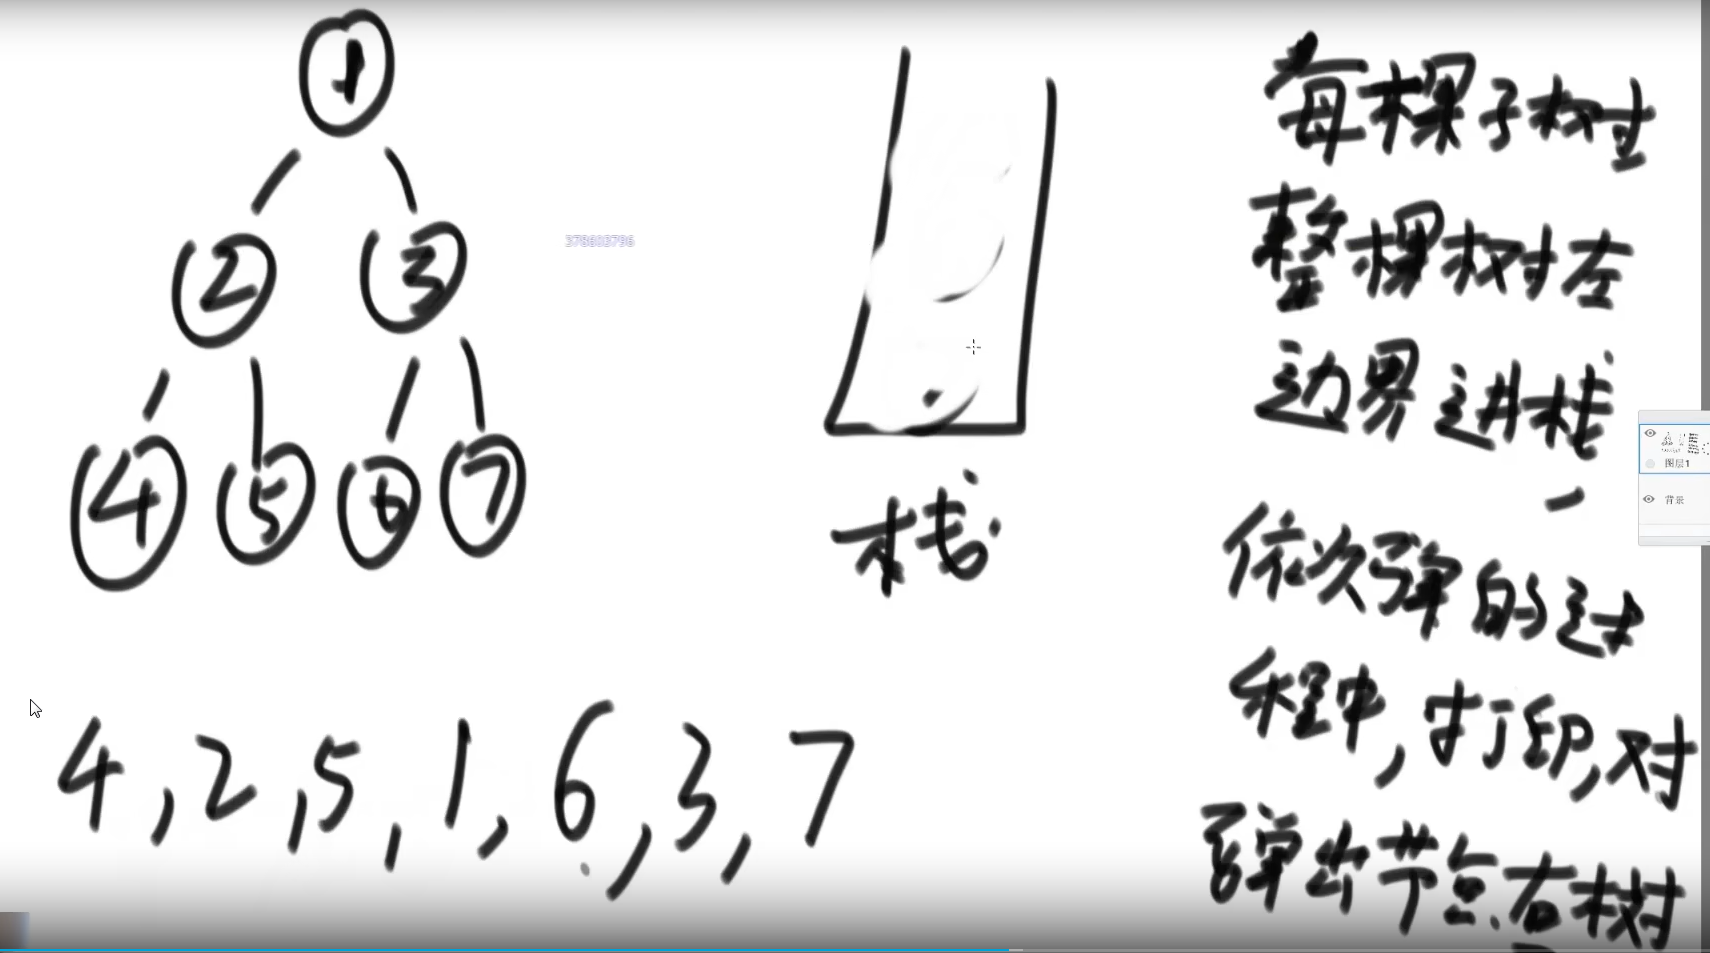 1
2 3
4 5 6 7
378603796
栈
4,2,5,1,6,3,7
每棵子树
整棵树左
边界进栈,
依次弹的过
程中,打印,对
弹出节点右树
图层1
背景